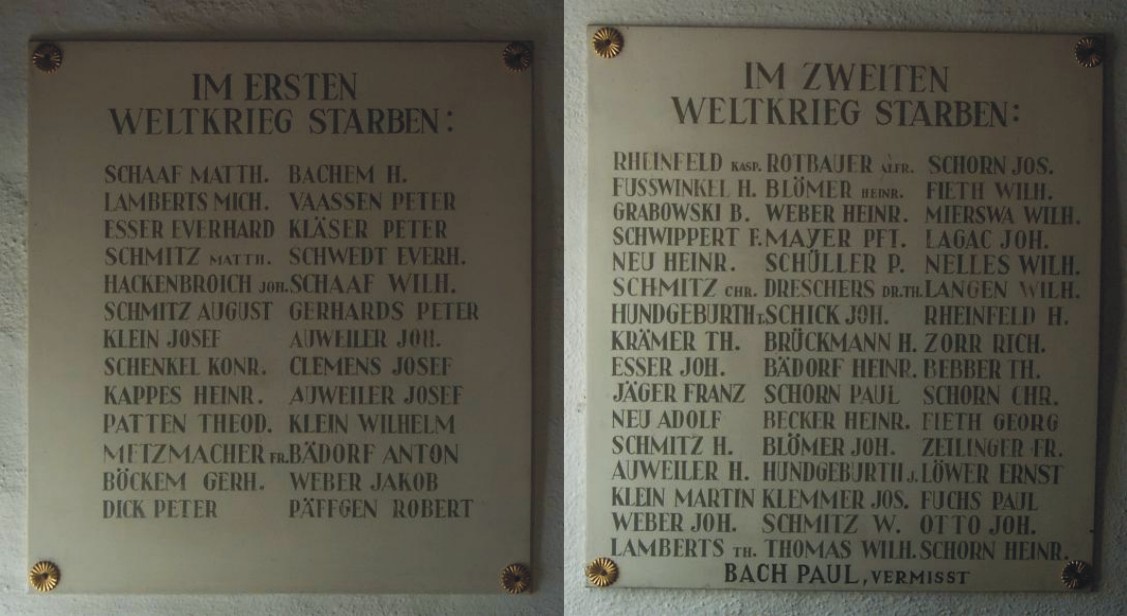 IM ERSTEN
WELTKRIEG STARBEN:
SCHAAF MATTH. BACHEM H.
LAMBERTS MICH. VAASSEN PETER
ESSER EVERHARD KLÄSER PETER
SCHMITZ MATTH. SCHWEDT EVERH.
HACKENBROICH JOH. SCHAAF WILH.
SCHMITZ AUGUST GERHARDS PETER
KLEIN JOSEF AUWEILER JOH.
SCHENKEL KONR. CLEMENS JOSEF
KAPPES HEINR. AUWEILER JOSEF
PATTEN THEOD. KLEIN WILHELM
METZMACHER FR. BÄDORF ANTON
BÖCKEM GERH. WEBER JAKOB
DICK PETER PÄFFGEN ROBERT
IM ZWEITEN
WELTKRIEG STARBEN:
RHEINFELD KASP. ROTBAUER ALFR. SCHORN JOS.
FUSSWINKEL H. BLÖMER HEINR. FIETH WILH.
GRABOWSKI B. WEBER HEINR. MIERSWA WILH.
SCHWIPPERT F. MAYER PET. LAGAC JOH.
NEU HEINR. SCHÜLLER P. NELLES WILH.
SCHMITZ CHR. DRESCHERS DR.TH. LANGEN WILH.
HUNDGEBURTH T. SCHICK JOH. RHEINFELD H.
KRÄMER TH. BRÜCKMANN H. ZORR RICH.
ESSER JOH. BÄDORF HEINR. BEBBER TH.
JÄGER FRANZ SCHORN PAUL SCHORN CHR.
NEU ADOLF BECKER HEINR. FIETH GEORG
SCHMITZ H. BLÖMER JOH. ZEILINGER FR.
AUWEILER H. HUNDGEBURTH J. LÖWER ERNST
KLEIN MARTIN KLEMMER JOS. FUCHS PAUL
WEBER JOH. SCHMITZ W. OTTO JOH.
LAMBERTS TH. THOMAS WILH. SCHORN HEINR.
BACH PAUL, VERMISST